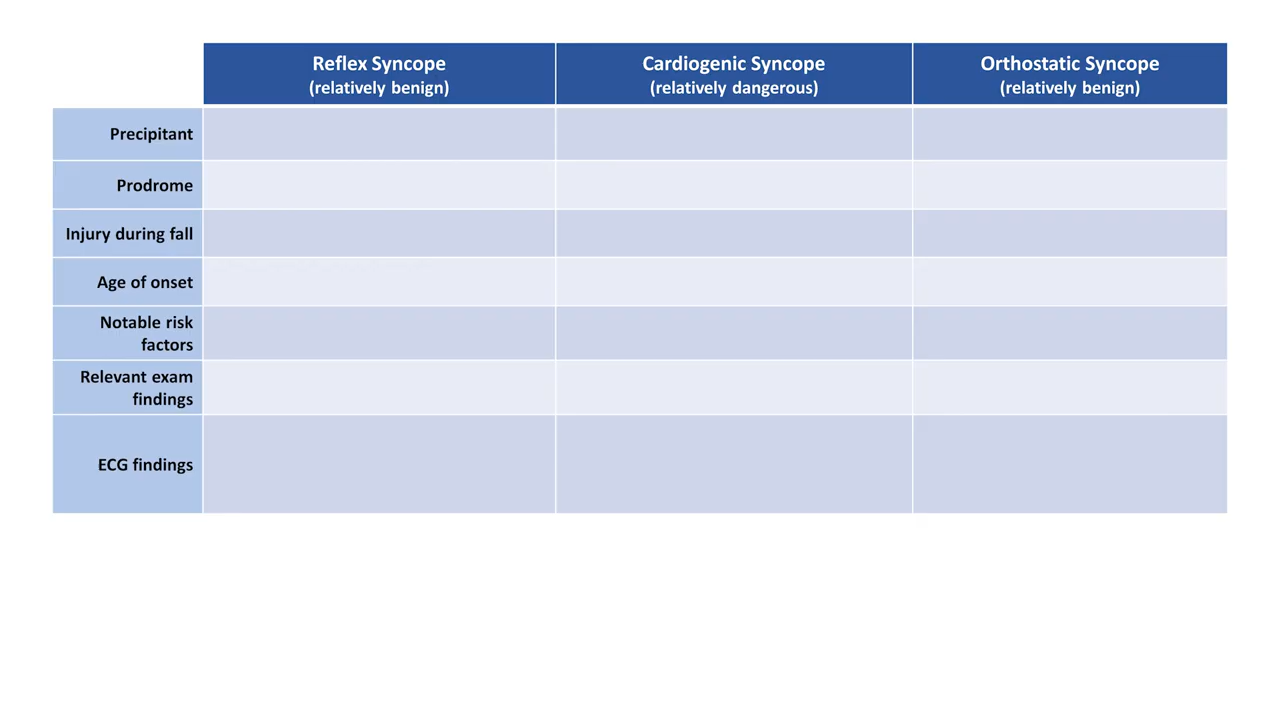 Reflex Syncope
(relatively benign)
Cardiogenic Syncope
(relatively dangerous)
Orthostatic Syncope
(relatively benign)
Precipitant
Prodrome
Injury during fall
Age of onset
Notable risk
factors
Relevant exam
findings
ECG findings